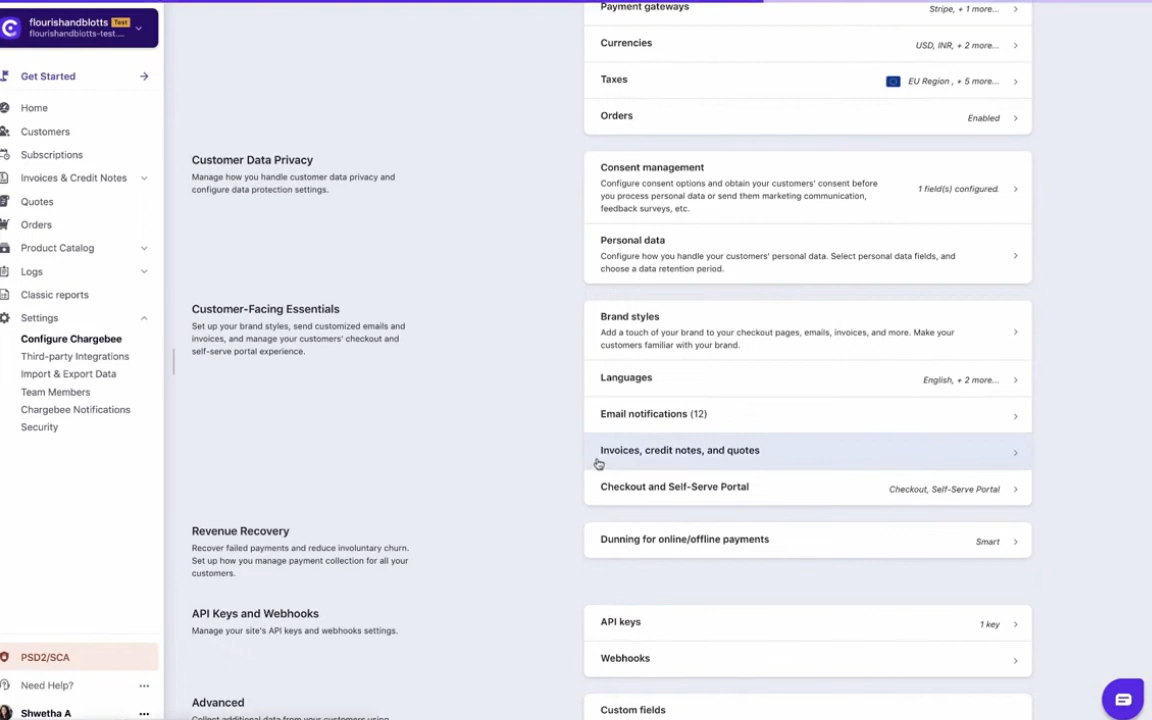 flourishandblotts Test
flourishandblotts-test....
Get Started
Home
Customers
Subscriptions
Invoices & Credit Notes
Quotes
Orders
Product Catalog
Logs
Classic reports
Settings
Configure Chargebee
Third-party Integrations
Import & Export Data
Team Members
Chargebee Notifications
Security
PSD2/SCA
Need Help?
Shwetha A
Payment gateways
Stripe, + 1 more...
Currencies
USD, INR, + 2 more...
Taxes
EU Region , + 5 more...
Orders
Enabled
Customer Data Privacy
Manage how you handle customer data privacy and
configure data protection settings.
Consent management
Configure consent options and obtain your customers' consent before
you process personal data or send them marketing communication,
feedback surveys, etc.
1 field(s) configured.
Personal data
Configure how you handle your customers' personal data. Select personal data fields, and
choose a data retention period.
Customer-Facing Essentials
Set up your brand styles, send customized emails and
invoices, and manage your customers' checkout and
self-serve portal experience.
Brand styles
Add a touch of your brand to your checkout pages, emails, invoices, and more. Make your
customers familiar with your brand.
Languages
English, + 2 more...
Email notifications (12)
Invoices, credit notes, and quotes
Checkout and Self-Serve Portal
Checkout, Self-Serve Portal
Revenue Recovery
Recover failed payments and reduce involuntary churn.
Set up how you manage payment collection for all your
customers.
Dunning for online/offline payments
Smart
API Keys and Webhooks
Manage your site's API keys and webhooks settings.
API keys
1 key
Webhooks
Advanced
Collect additional data from your customers using
Custom fields